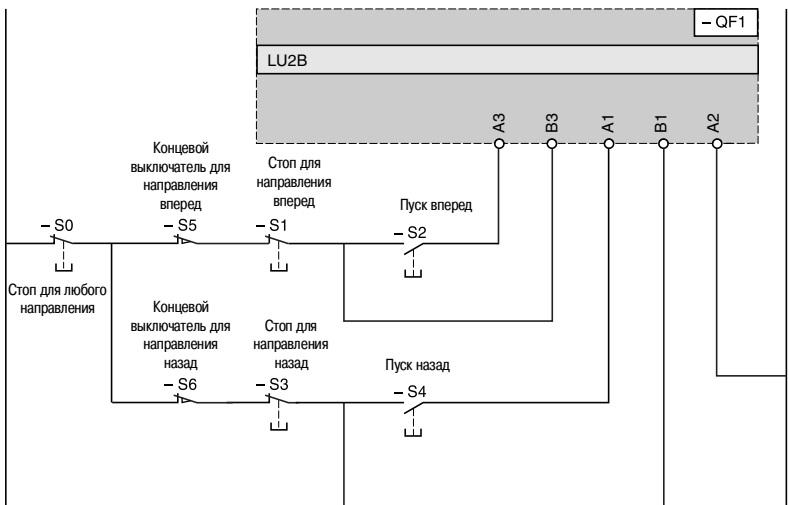 – QF1
LU2B
A3
B3
A1
B1
A2
Концевой
выключатель для
направления
вперед
Стоп для
направления
вперед
Пуск вперед
– S0
– S5
– S1
– S2
Стоп для любого
направления
Концевой
выключатель для
направления
назад
Стоп для
направления
назад
Пуск назад
– S6
– S3
– S4